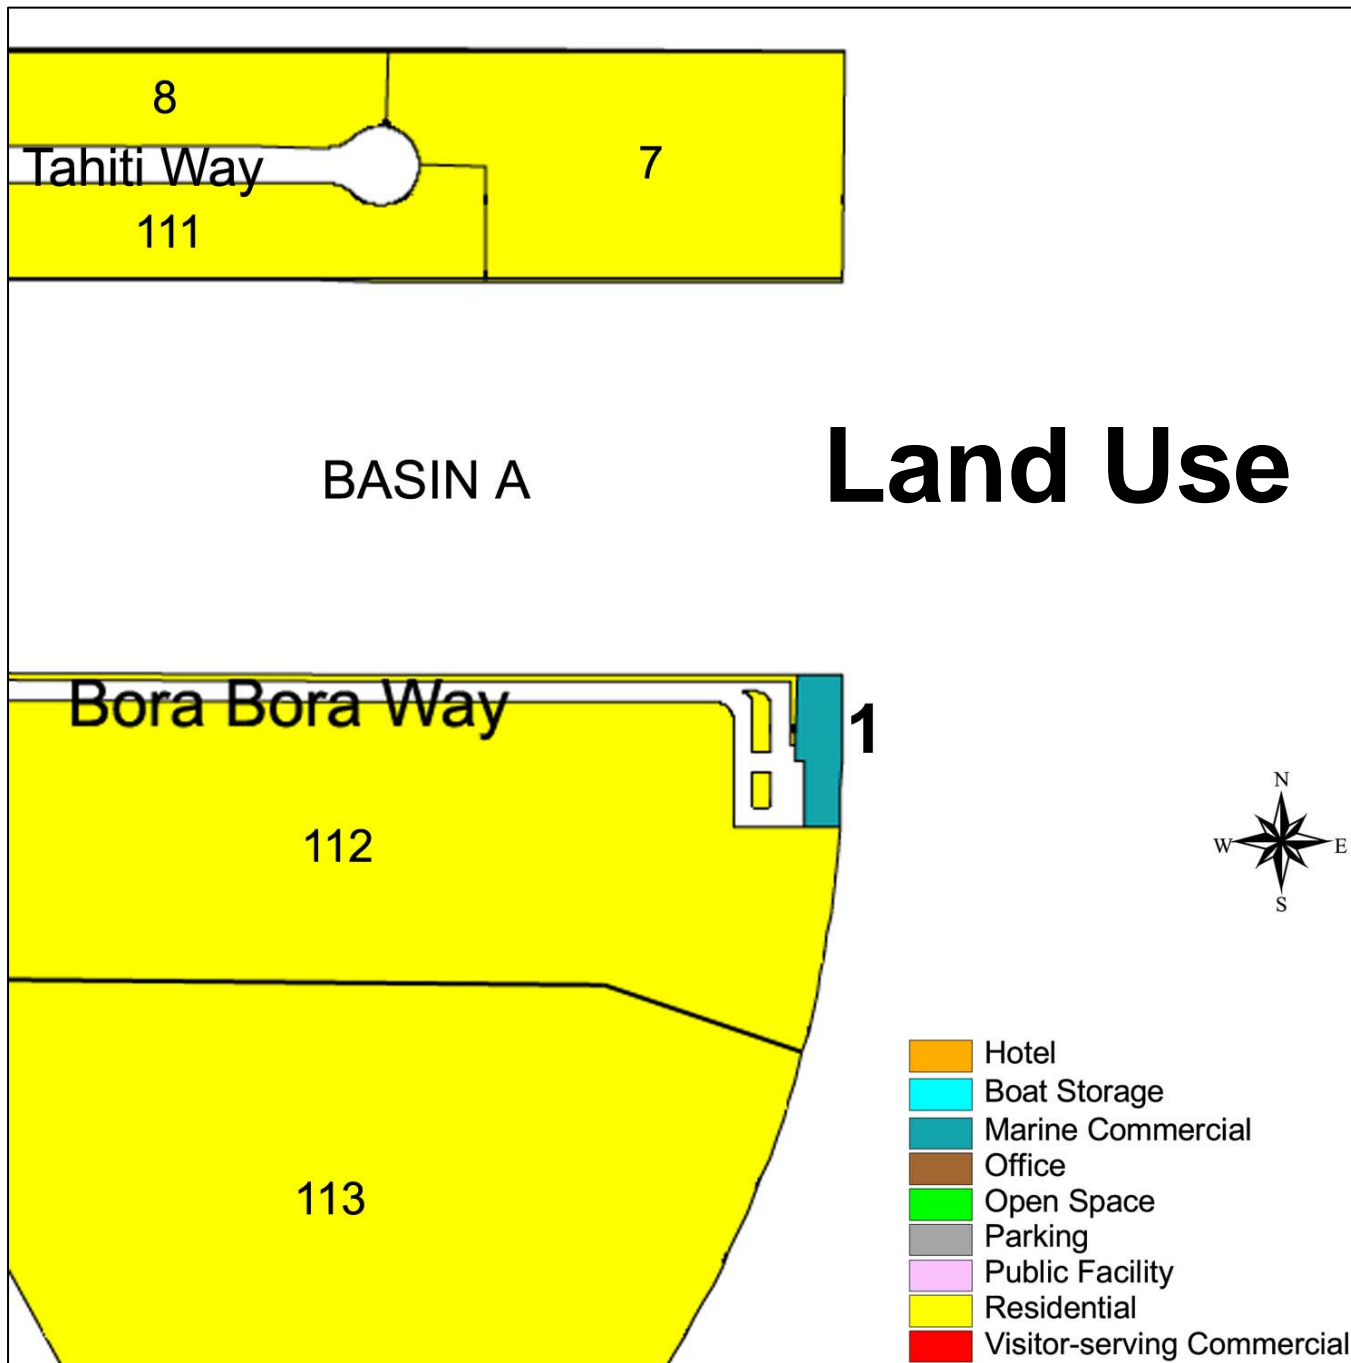 8
7
Tahiti Way
111
Land Use
BASIN A
Bora Bora Way
1
N
W E
S
112
Hotel
Boat Storage
Marine Commercial
Office
Open Space
Parking
Public Facility
Residential
Visitor-serving Commercial
113